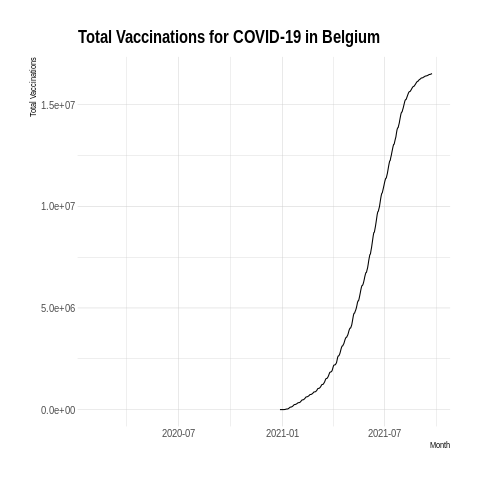 Total Vaccinations for COVID-19 in Belgium
Total Vaccinations
1.5e+07
1.0e+07
5.0e+06
0.0e+00
2020-07
2021-01
2021-07
Month